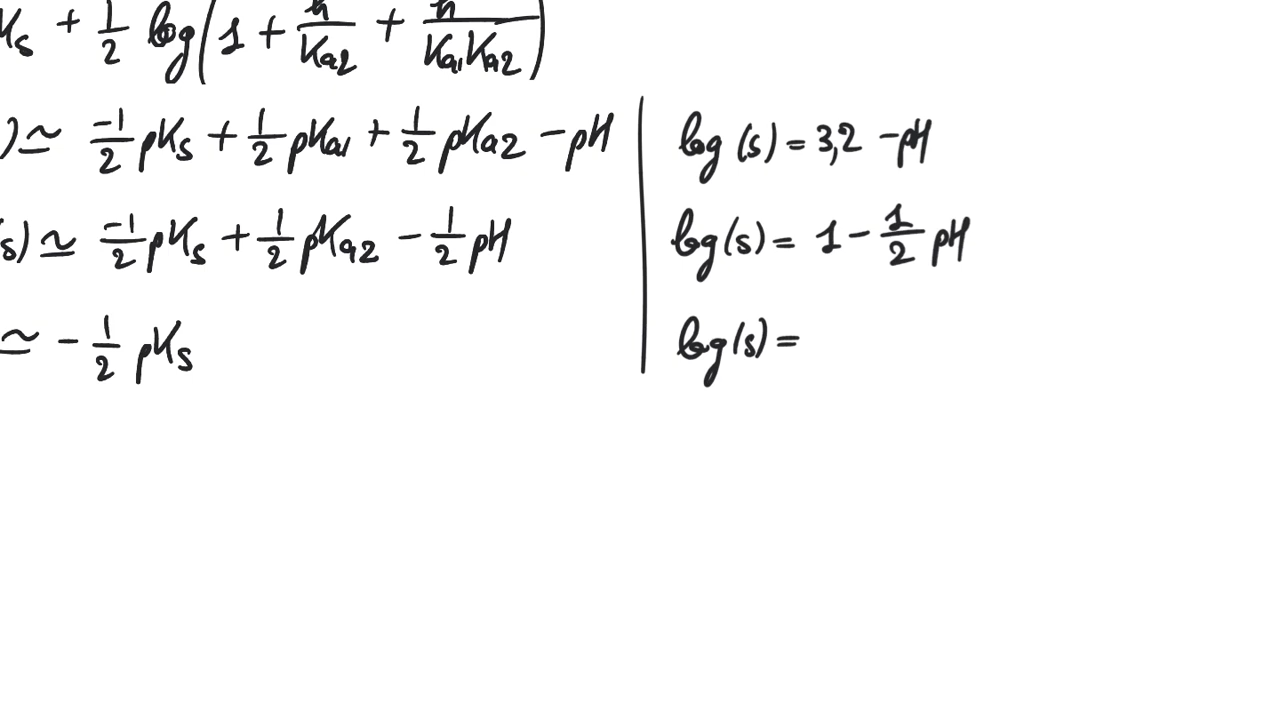 Ks + 1/2 log(1 + h/Ka2 + h/Ka1Ka2)
) ≃ -1/2 pKs + 1/2 pKa1 + 1/2 pKa2 - pH | log(s) = 3,2 - pH
s) ≃ -1/2 pKs + 1/2 pKa2 - 1/2 pH | log(s) = 1 - 1/2 pH
≃ - 1/2 pKs | log(s) =